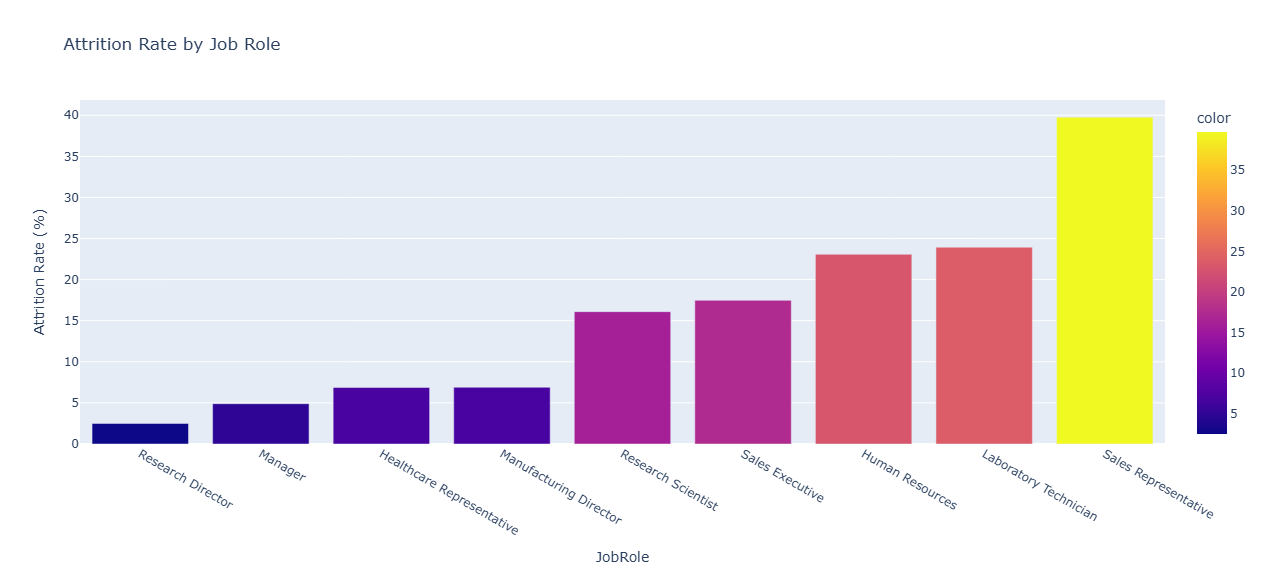 Attrition Rate by Job Role
Attrition Rate (%)
40
35
30
25
20
15
10
5
0
Research Director
Manager
Healthcare Representative
Manufacturing Director
Research Scientist
Sales Executive
Human Resources
Laboratory Technician
Sales Representative
JobRole
color
35
30
25
20
15
10
5